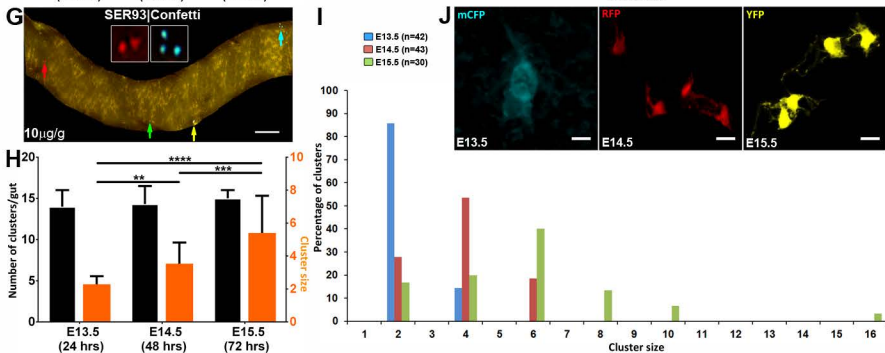 G
SER93|Confetti
10µg/g
H
****
**
***
Number of clusters/gut
20
15
10
5
0
Cluster size
10
8
6
4
2
0
E13.5
(24 hrs)
E14.5
(48 hrs)
E15.5
(72 hrs)
I
E13.5 (n=42)
E14.5 (n=43)
E15.5 (n=30)
Percentage of clusters
100
90
80
70
60
50
40
30
20
10
0
1 2 3 4 5 6 7 8 9 10 11 12 13 14 15 16
Cluster size
J
mCFP
E13.5
RFP
E14.5
YFP
E15.5